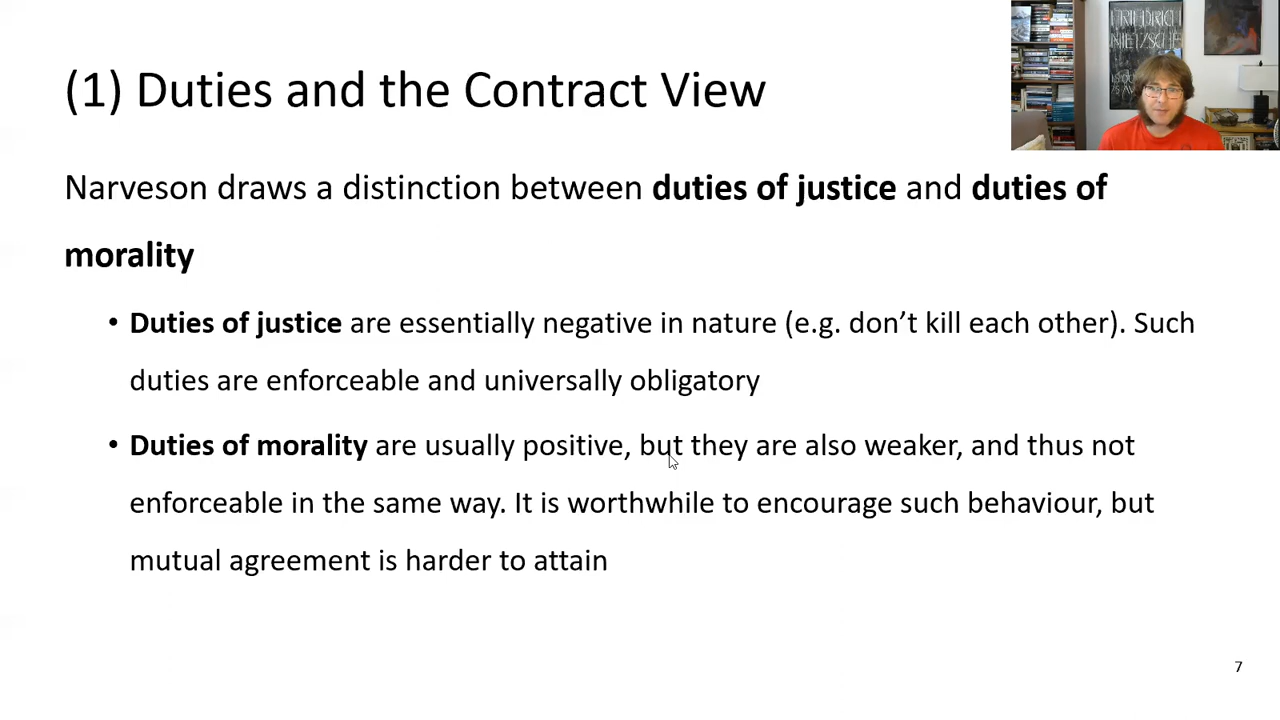 (1) Duties and the Contract View
FRIEDRICH
NIETZSCHE
Narveson draws a distinction between duties of justice and duties of
morality
• Duties of justice are essentially negative in nature (e.g. don’t kill each other). Such
duties are enforceable and universally obligatory
• Duties of morality are usually positive, but they are also weaker, and thus not
enforceable in the same way. It is worthwhile to encourage such behaviour, but
mutual agreement is harder to attain
7